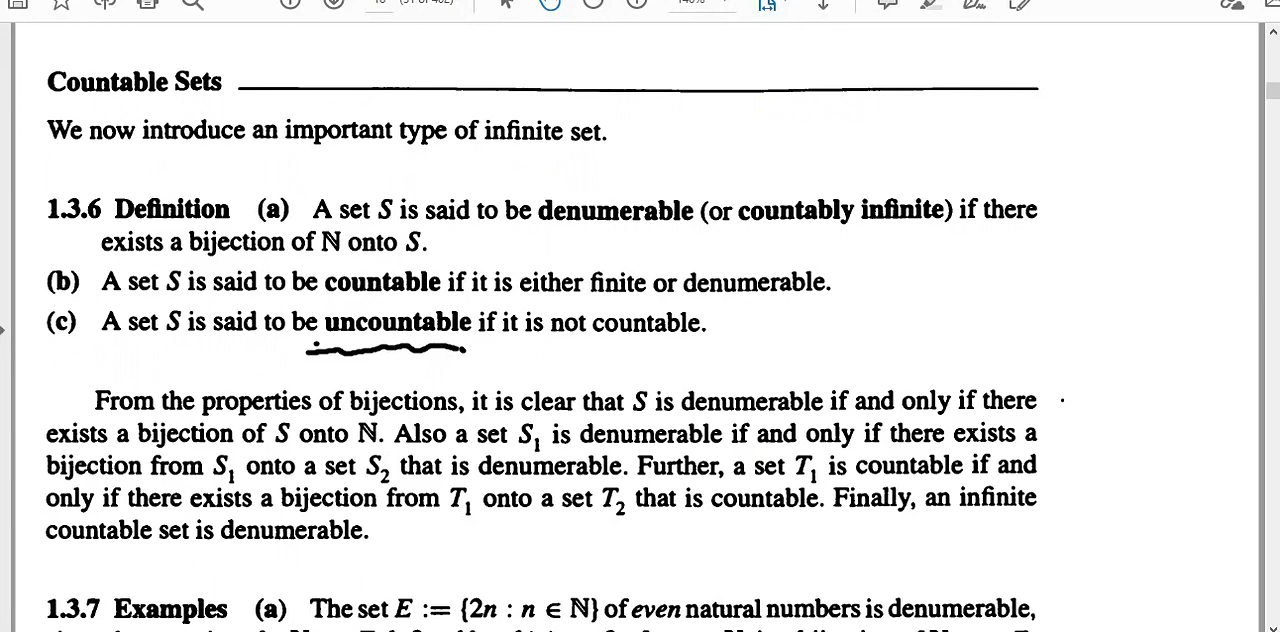 Countable Sets
We now introduce an important type of infinite set.
1.3.6 Definition (a) A set S is said to be denumerable (or countably infinite) if there
exists a bijection of ℕ onto S.
(b) A set S is said to be countable if it is either finite or denumerable.
(c) A set S is said to be uncountable if it is not countable.
From the properties of bijections, it is clear that S is denumerable if and only if there
exists a bijection of S onto ℕ. Also a set S₁ is denumerable if and only if there exists a
bijection from S₁ onto a set S₂ that is denumerable. Further, a set T₁ is countable if and
only if there exists a bijection from T₁ onto a set T₂ that is countable. Finally, an infinite
countable set is denumerable.
1.3.7 Examples (a) The set E := {2n : n ∈ ℕ} of even natural numbers is denumerable,